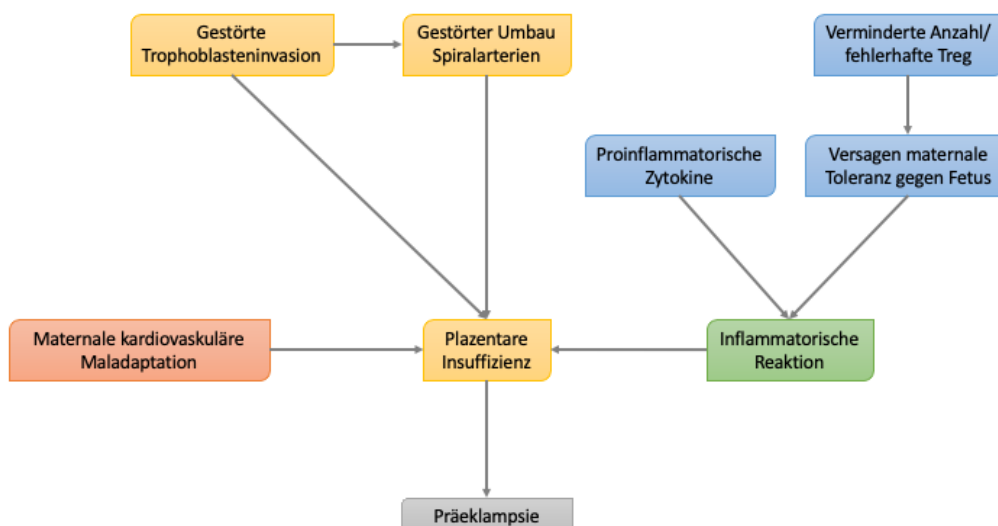 Gestörte
Trophoblasteninvasion
Gestörter Umbau
Spiralarterien
Verminderte Anzahl/
fehlerhafte Treg
Proinflammatorische
Zytokine
Versagen maternale
Toleranz gegen Fetus
Maternale kardiovaskuläre
Maladaptation
Plazentare
Insuffizienz
Inflammatorische
Reaktion
Präeklampsie